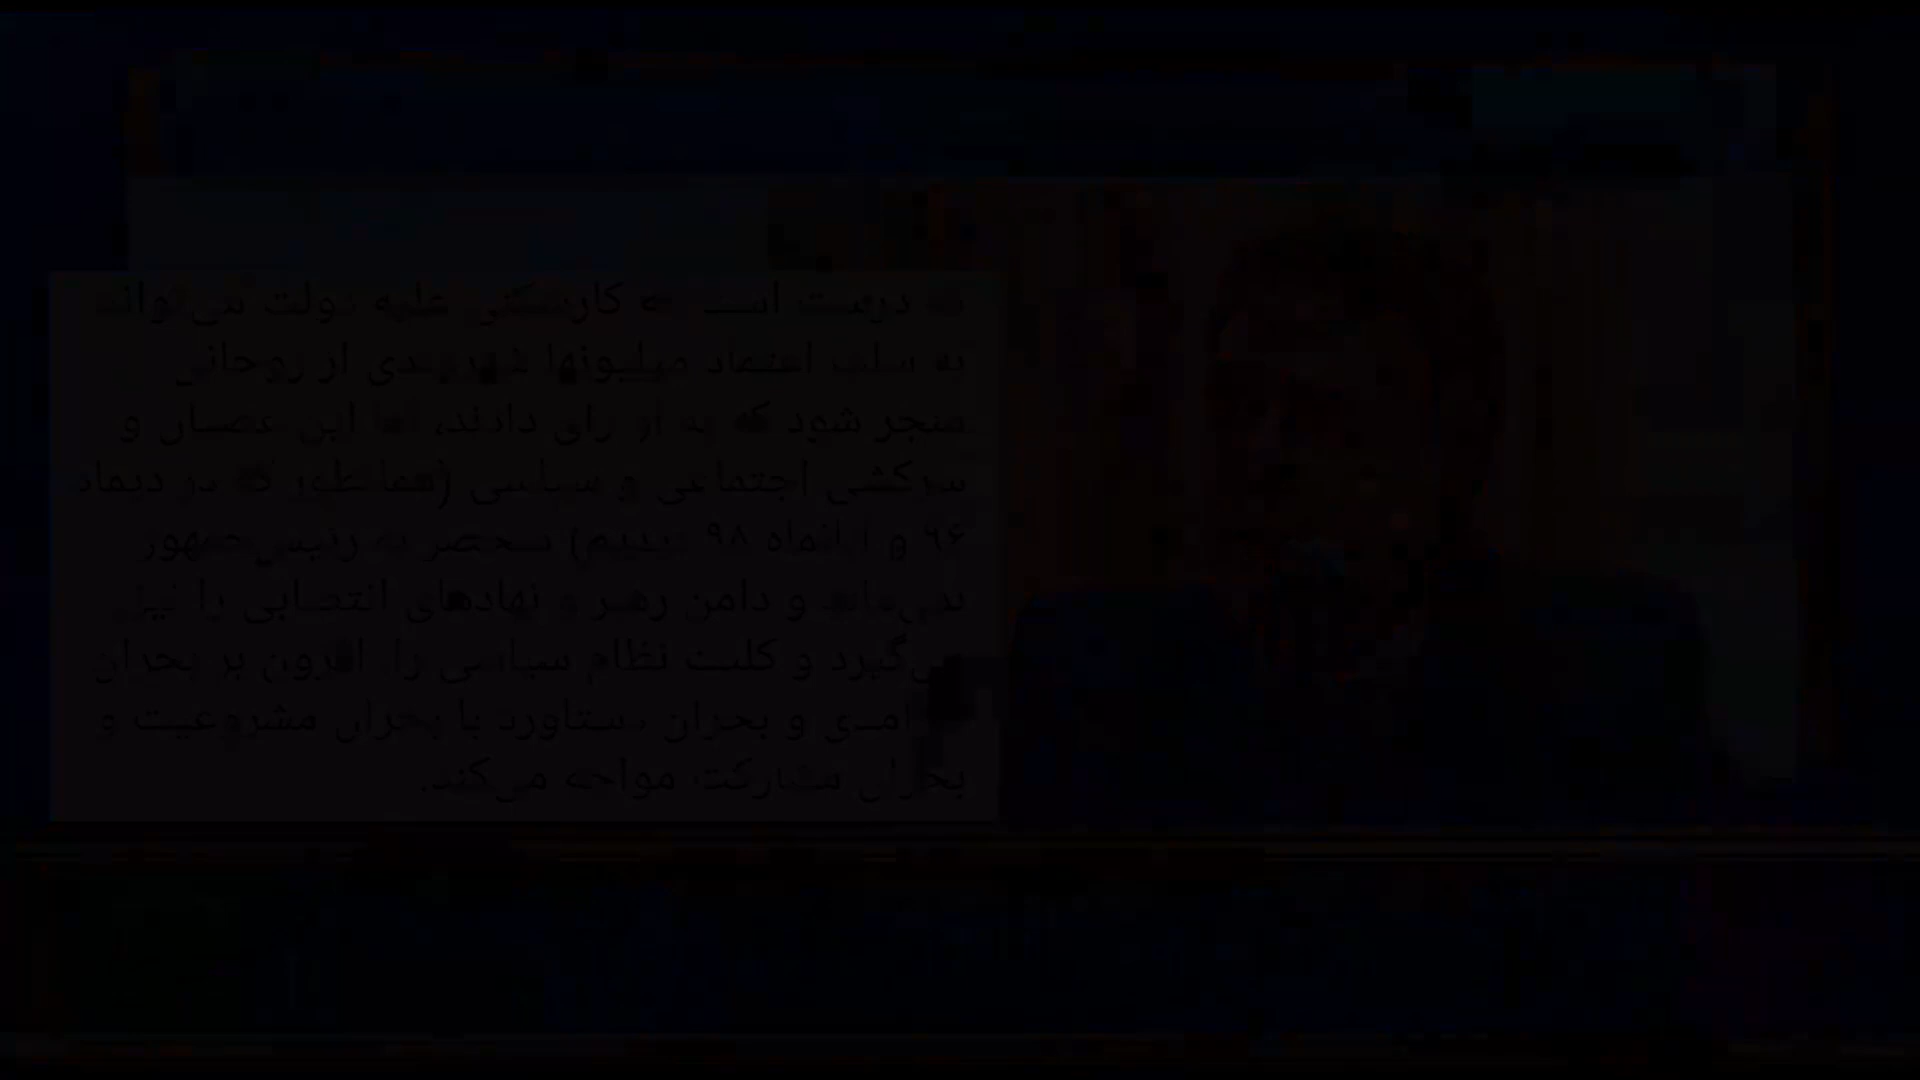 درست است کارشکنی علیه دولت می‌تواند
به سلب اعتماد میلیونها شهروندی از روحانی
منجر شود که به او رای دادند، اما این عصیان و
سرکشی اجتماعی و سیاسی (همانطور که در دیماه
۹۶ و آبانماه ۹۸ دیدیم) منحصر به رئیس‌جمهور
نمی‌ماند و دامن رهبر و نهادهای انتصابی را نیز
می‌گیرد و کلیت نظام سیاسی را، افزون بر بحران
و بحران دستاورد با بحران مشروعیت و
بحران مشارکت مواجه می‌کند.